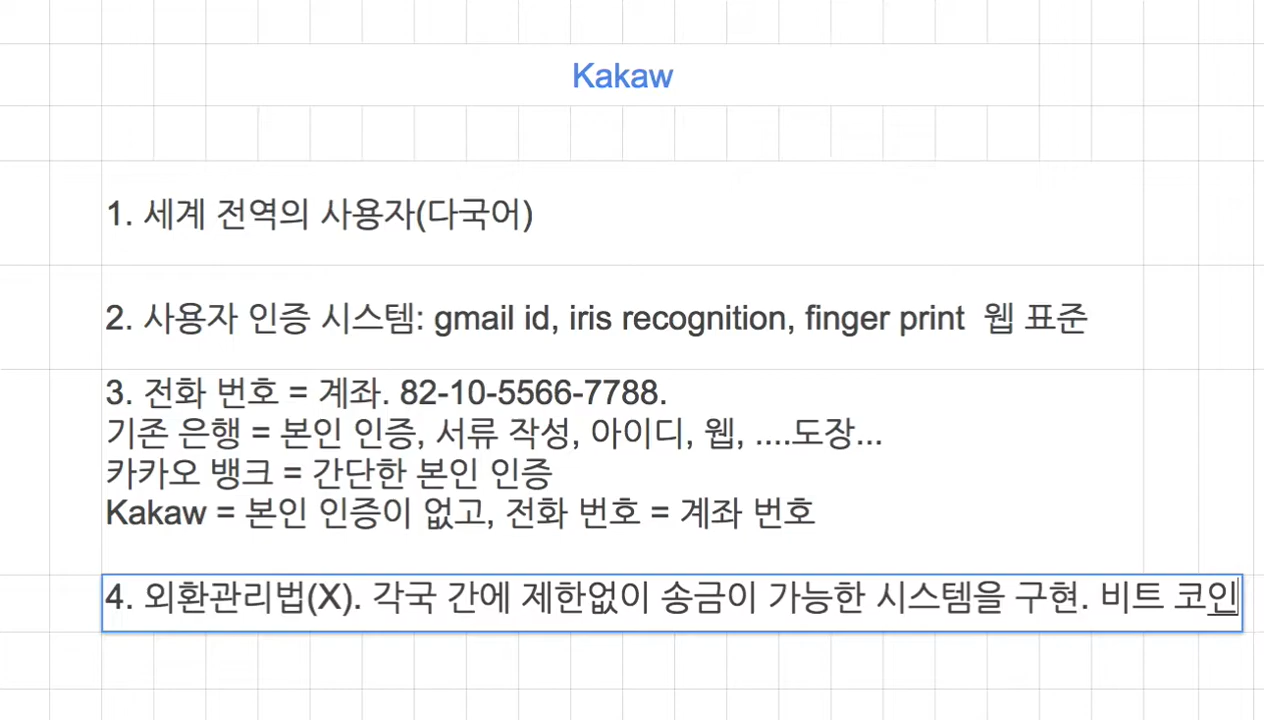 Kakaw
1. 세계 전역의 사용자(다국어)
2. 사용자 인증 시스템: gmail id, iris recognition, finger print  웹 표준
3. 전화 번호 = 계좌. 82-10-5566-7788.
기존 은행 = 본인 인증, 서류 작성, 아이디, 웹, ....도장...
카카오 뱅크 = 간단한 본인 인증
Kakaw = 본인 인증이 없고, 전화 번호 = 계좌 번호
4. 외환관리법(X). 각국 간에 제한없이 송금이 가능한 시스템을 구현. 비트 코인